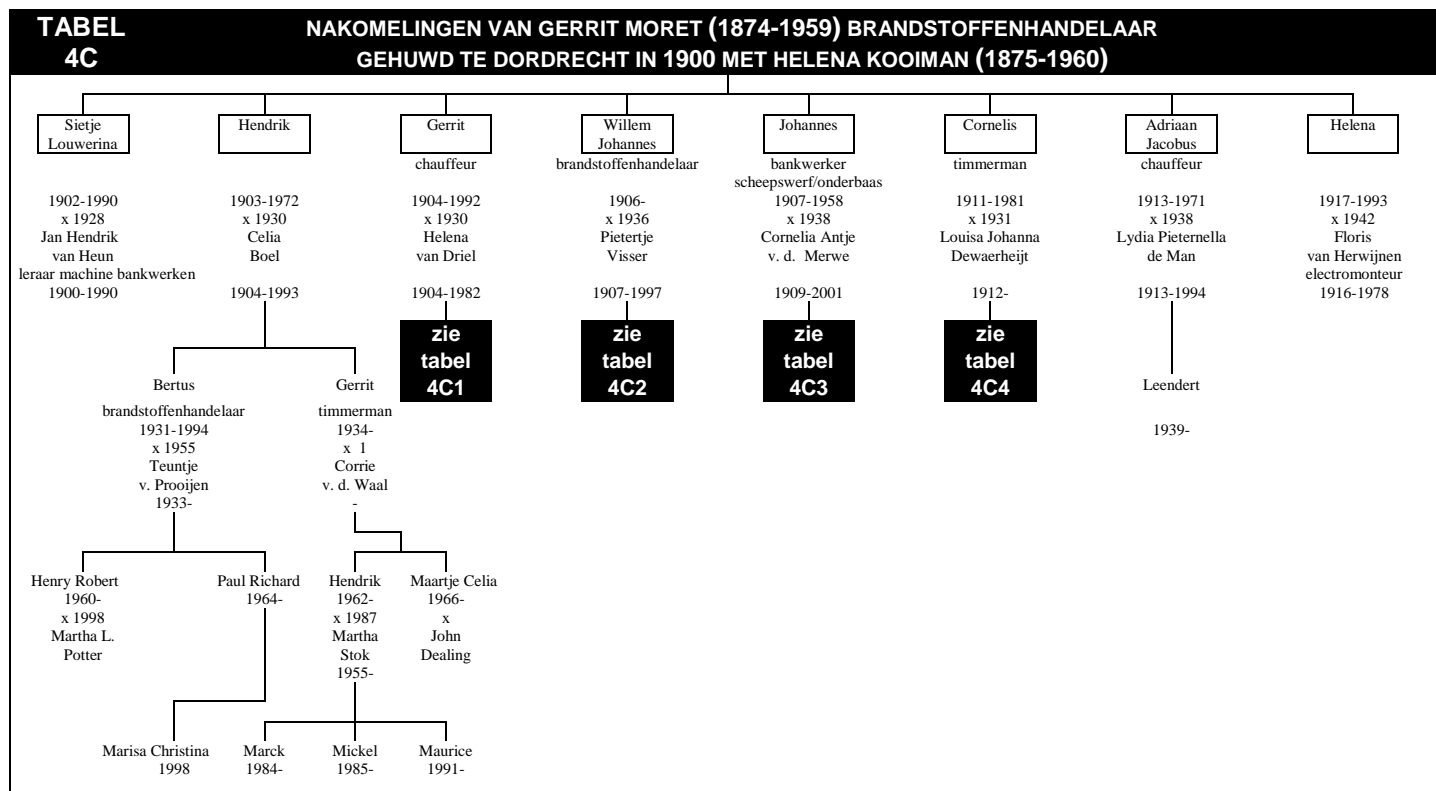 TABEL
4C
NAKOMELINGEN VAN GERRIT MORET (1874-1959) BRANDSTOFFENHANDELAAR
GEHUWD TE DORDRECHT IN 1900 MET HELENA KOOIMAN (1875-1960)
Sietje
Louwerina
1902-1990
x 1928
Jan Hendrik
van Heun
leraar machine bankwerken
1900-1990
Hendrik
1903-1972
x 1930
Celia
Boel
1904-1993
Gerrit
chauffeur
1904-1992
x 1930
Helena
van Driel
1904-1982
zie
tabel
4C1
Willem
Johannes
brandstoffenhandelaar
1906-
x 1936
Pietertje
Visser
1907-1997
zie
tabel
4C2
Johannes
bankwerker
scheepswerf/onderbaas
1907-1958
x 1938
Cornelia Antje
v. d. Merwe
1909-2001
zie
tabel
4C3
Cornelis
timmerman
1911-1981
x 1931
Louisa Johanna
Dewaerheijt
1912-
zie
tabel
4C4
Adriaan
Jacobus
chauffeur
1913-1971
x 1938
Lydia Pieternella
de Man
1913-1994
Helena
1917-1993
x 1942
Floris
van Herwijnen
electromonteur
1916-1978
Bertus
brandstoffenhandelaar
1931-1994
x 1955
Teuntje
v. Prooijen
1933-
Gerrit
timmerman
1934-
x 1
Corrie
v. d. Waal
-
Leendert
1939-
Henry Robert
1960-
x 1998
Martha L.
Potter
Paul Richard
1964-
Hendrik
1962-
x 1987
Martha
Stok
1955-
Maartje Celia
1966-
x
John
Dealing
Marisa Christina
1998
Marck
1984-
Mickel
1985-
Maurice
1991-